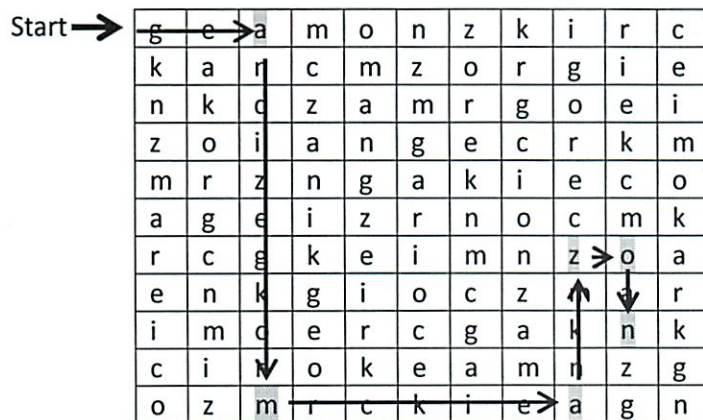 Start
g e a m o n z k i r c
k a n c m z o r g i e
n k c z a m r g o e i
z o i a n g e c r k m
m r z n g a k i e c o
a g e i z r n o c m k
r c g k e i m n z o a
e n k g i o c z m a r
i m o e r c g a k n k
c i r o k e a m n z g
o z m r c k i e a g n